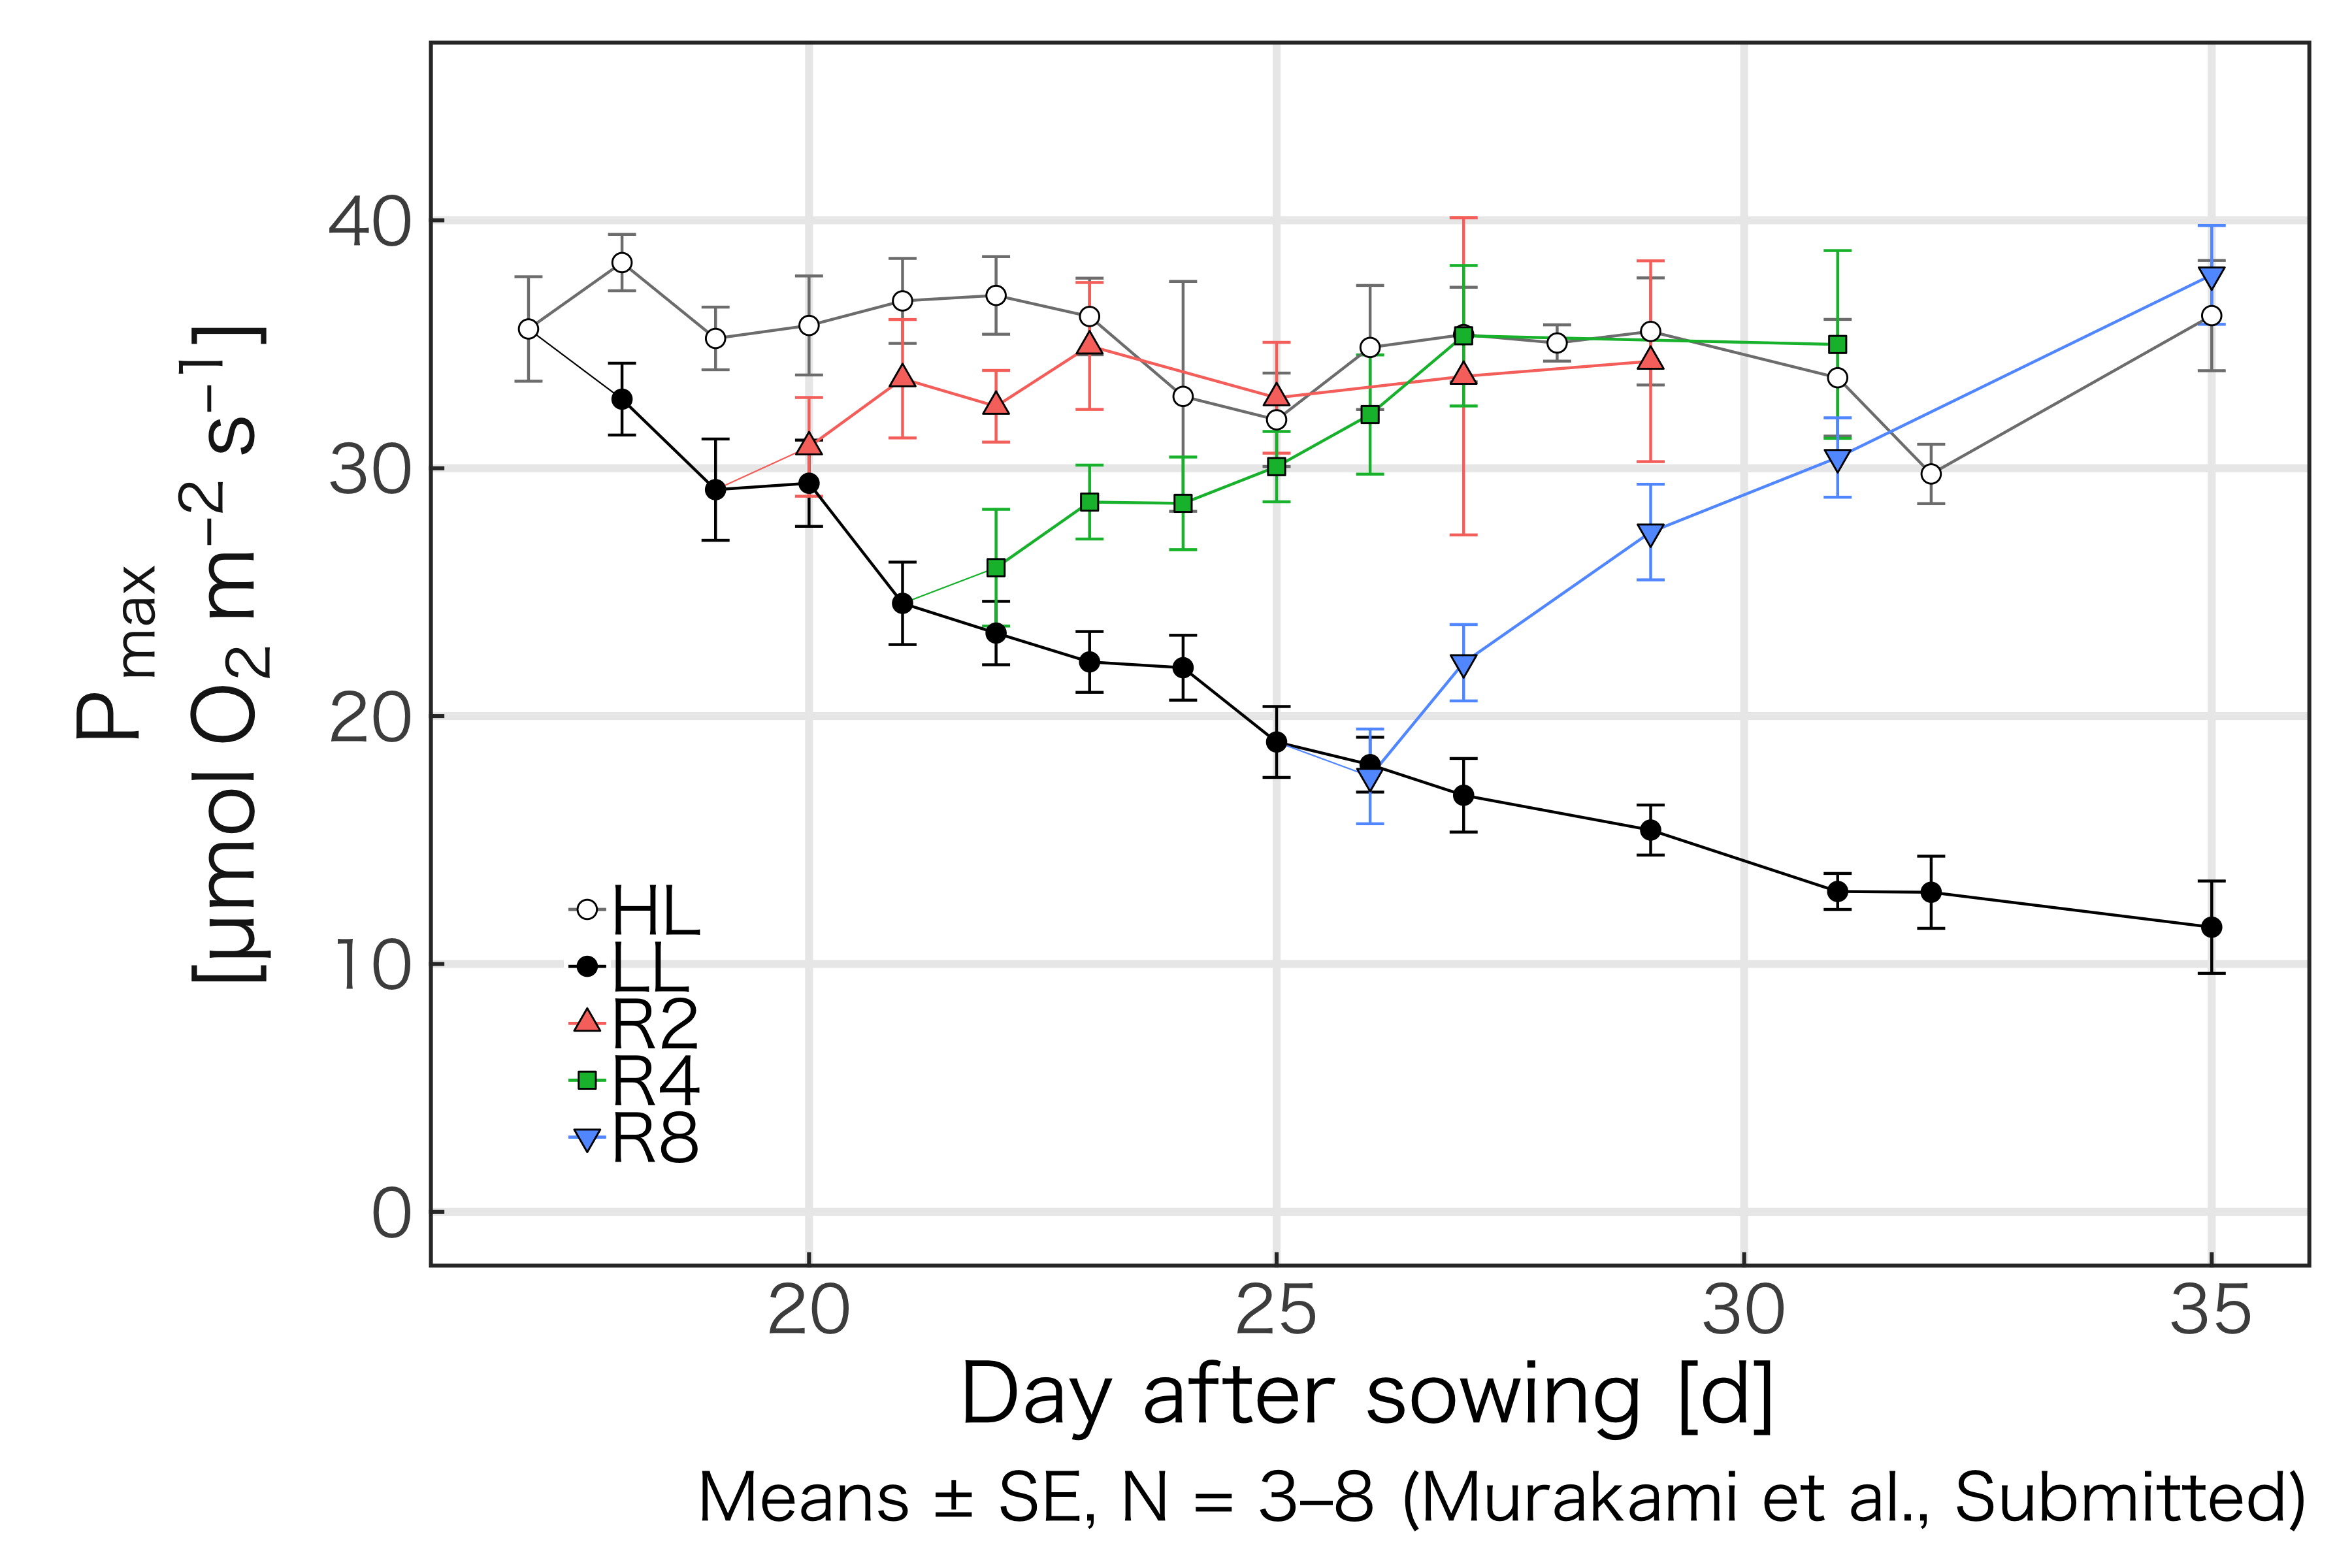 P max
[µmol O2 m−2 s−1]
40
30
20
10
0
HL
LL
R2
R4
R8
20 25 30 35
Day after sowing [d]
Means ± SE, N = 3–8 (Murakami et al., Submitted)